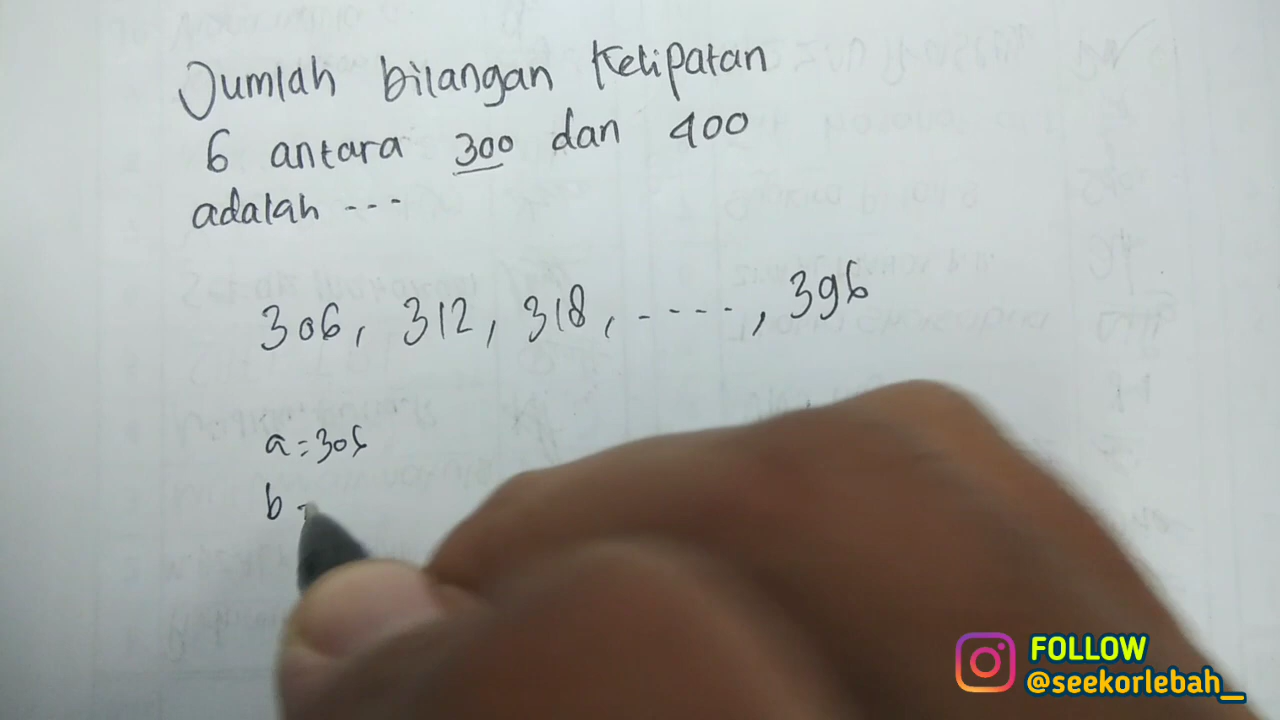 Jumlah bilangan Kelipatan
6 antara 300 dan 400
adalah ---
306, 312, 318, -----, 396
a = 306
b =
FOLLOW
@seekorlebah_